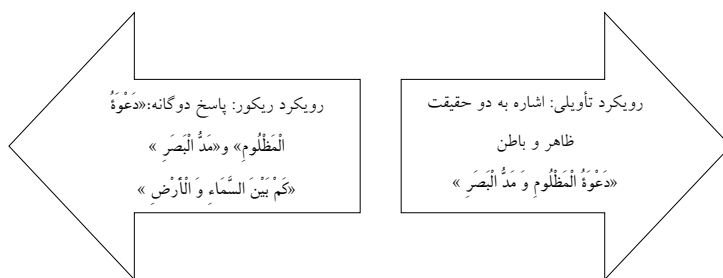 رویکرد تأویلی: اشاره به دو حقیقت
ظاهر و باطن
«دَعْوَةُ الْمَظْلُومِ وَ مَدُّ الْبَصَرِ »
رویکرد ریکور: پاسخ دوگانه:«دَعْوَةُ
الْمَظْلُومِ» و«مَدُّ الْبَصَرِ »
«كَمْ بَيْنَ السَّمَاءِ وَ الْأَرْضِ »